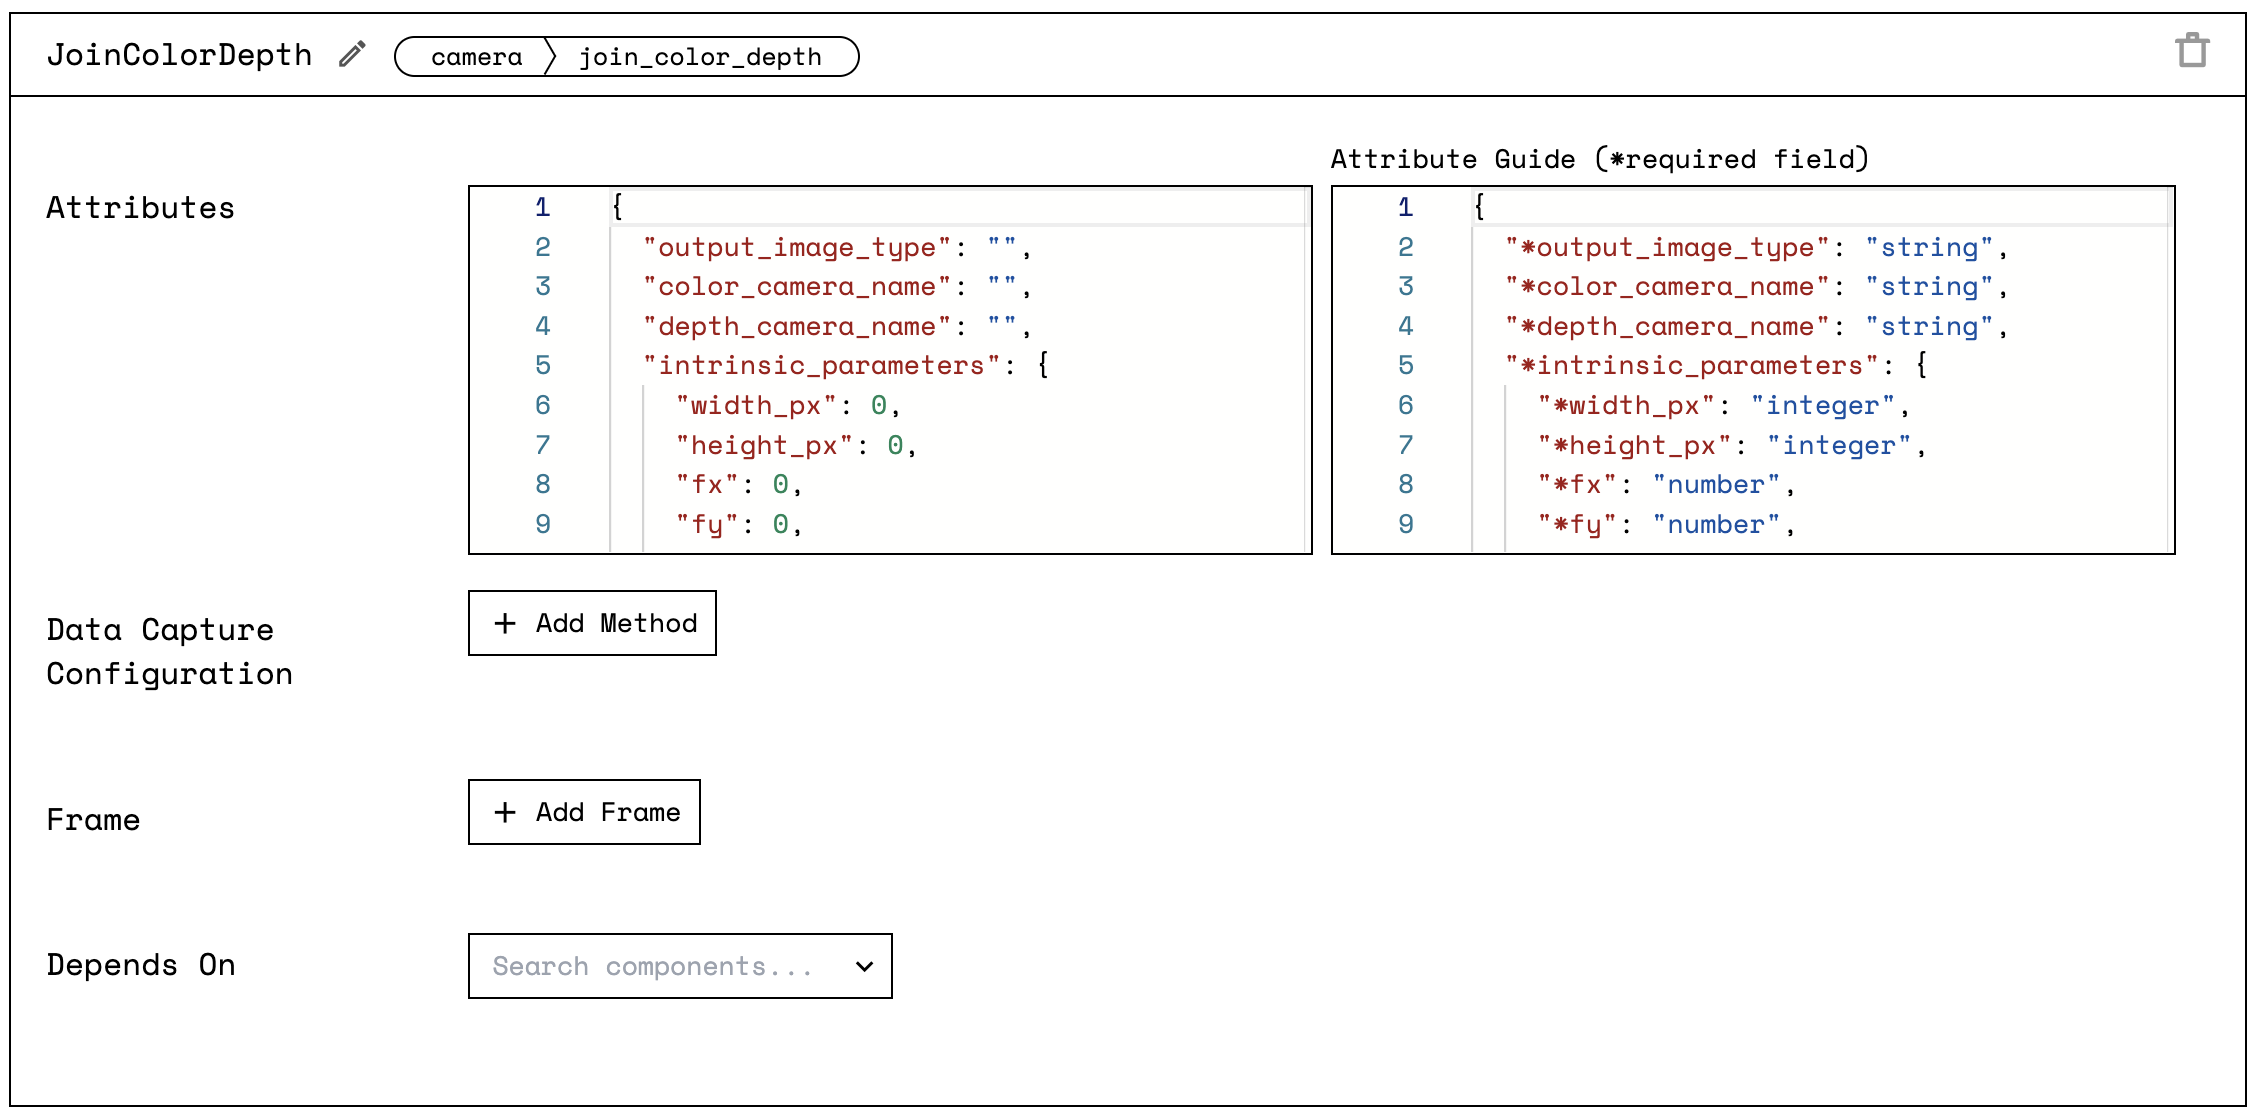 JoinColorDepth
camera
join_color_depth
Attribute Guide (*required field)
Attributes
1 {
2 "output_image_type": "",
3 "color_camera_name": "",
4 "depth_camera_name": "",
5 "intrinsic_parameters": {
6 "width_px": 0,
7 "height_px": 0,
8 "fx": 0,
9 "fy": 0,
1 {
2 "*output_image_type": "string",
3 "*color_camera_name": "string",
4 "*depth_camera_name": "string",
5 "*intrinsic_parameters": {
6 "*width_px": "integer",
7 "*height_px": "integer",
8 "*fx": "number",
9 "*fy": "number",
Data Capture
Configuration
+ Add Method
Frame
+ Add Frame
Depends On
Search components...